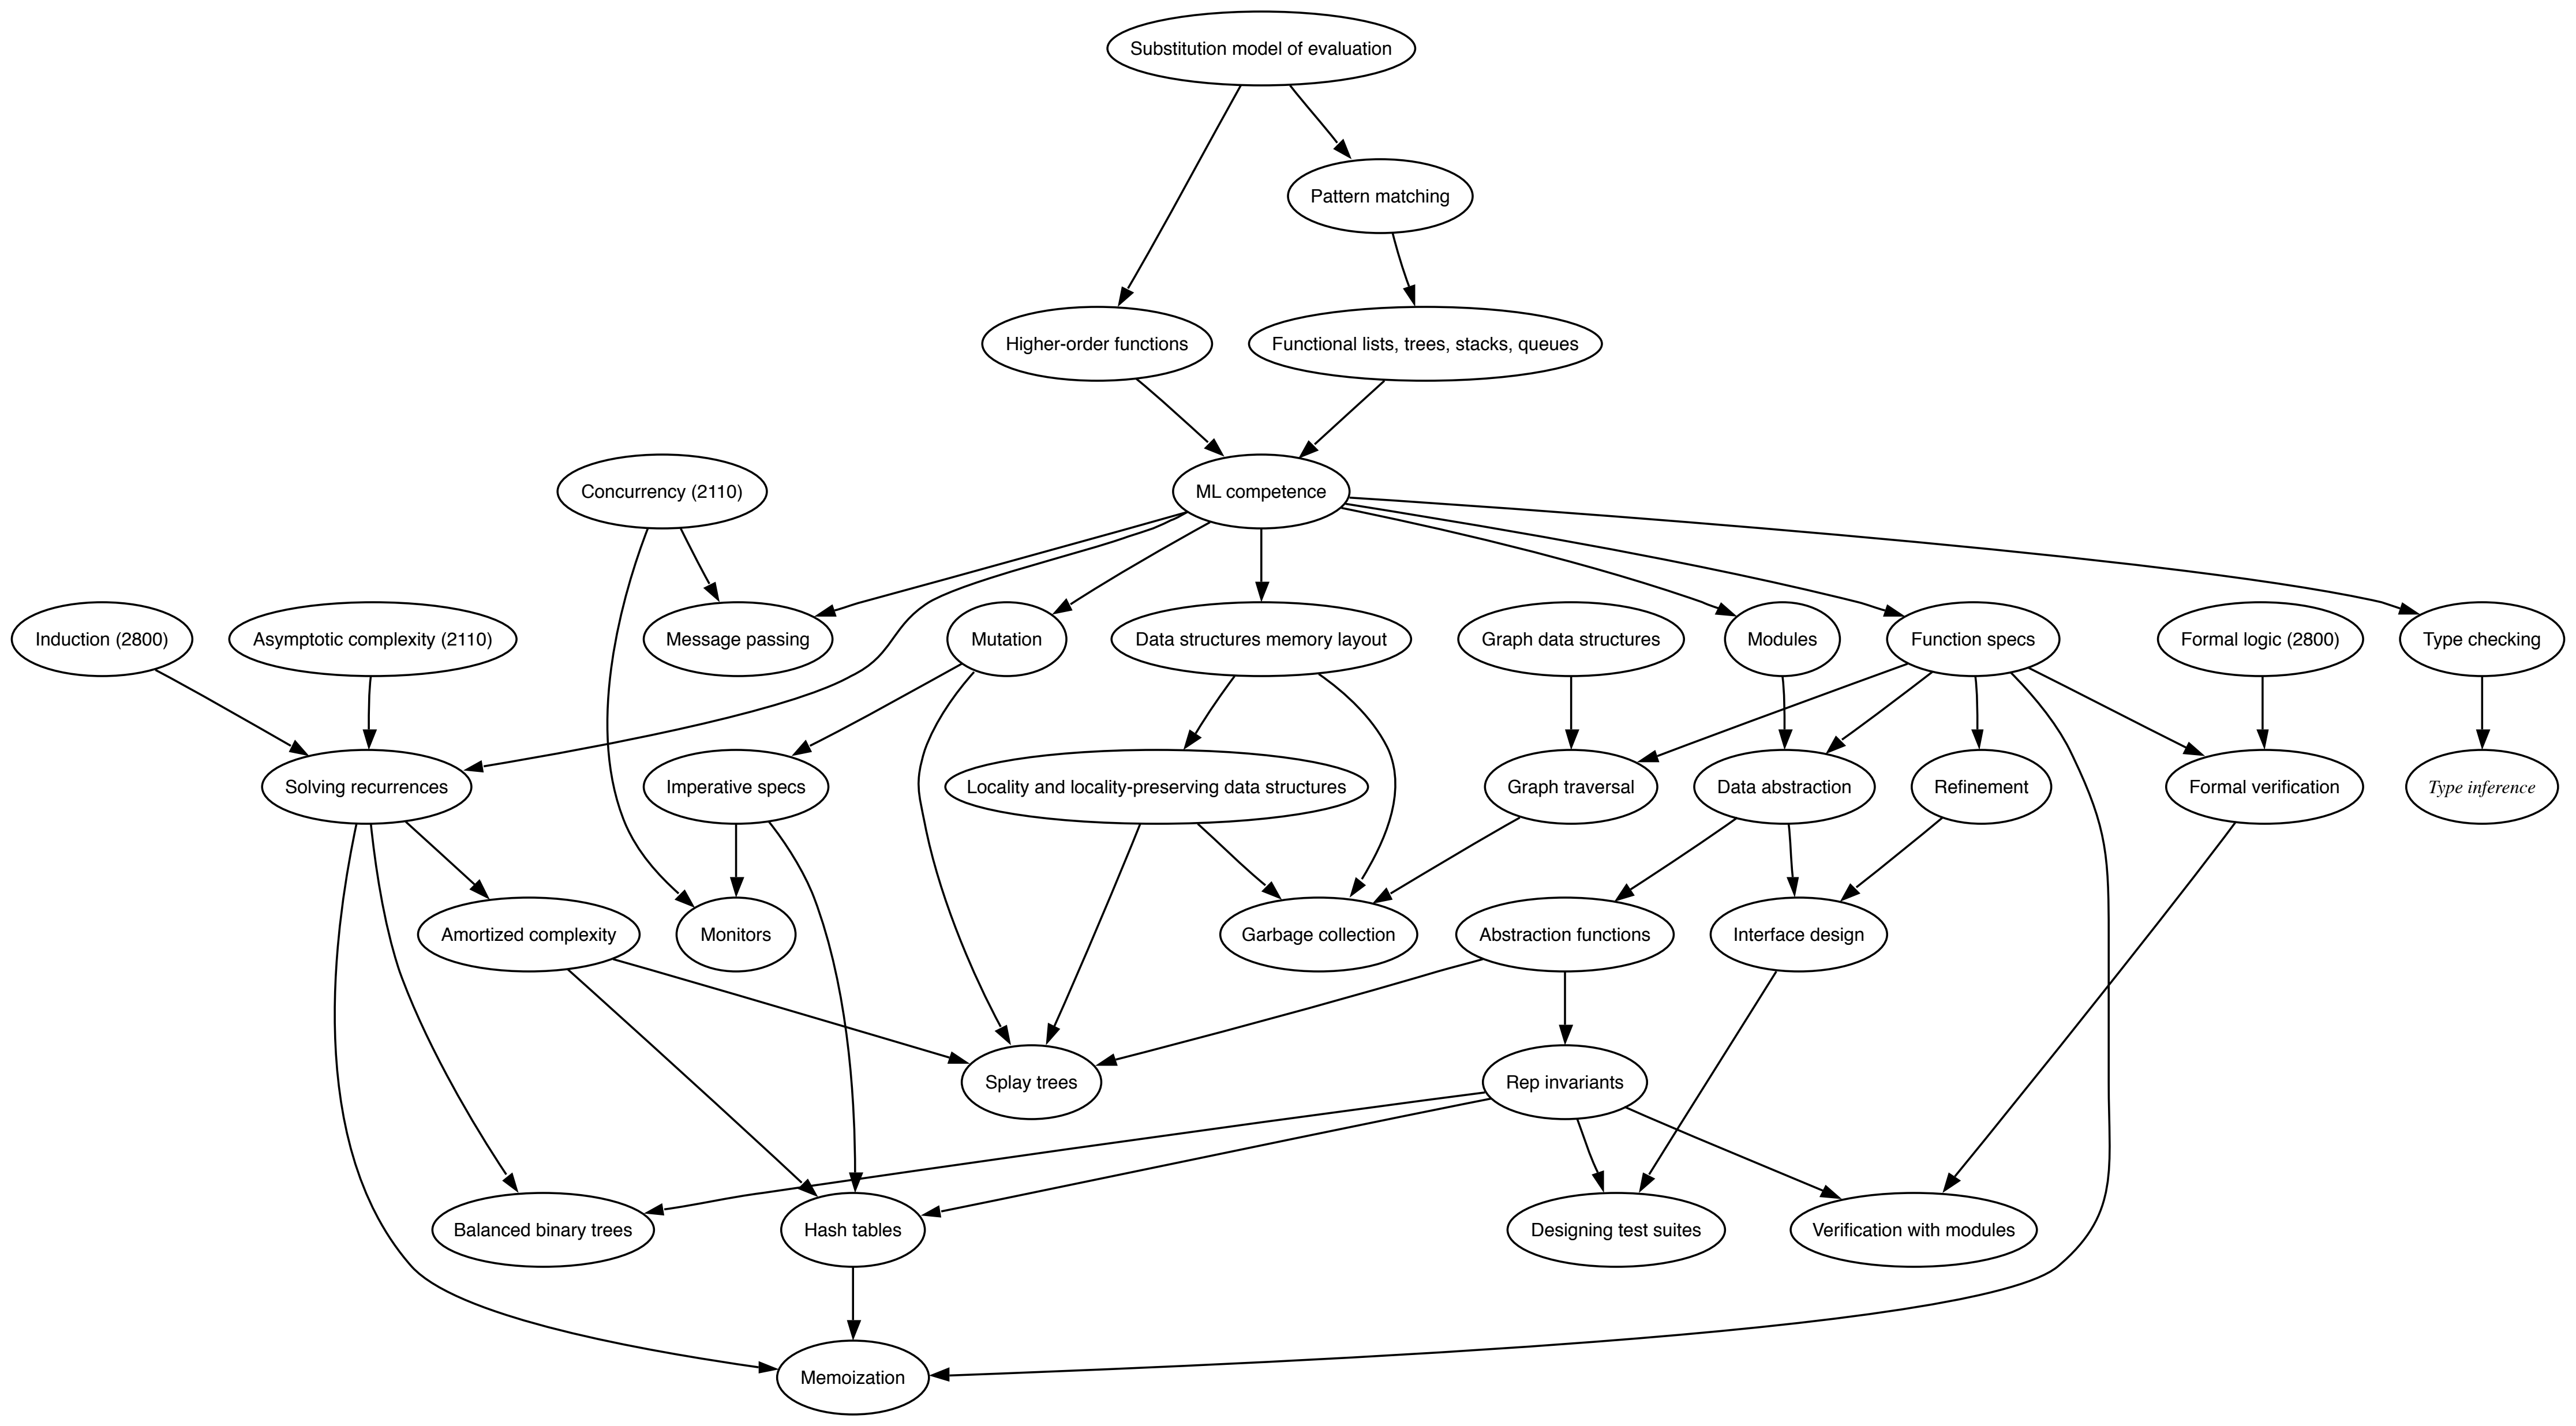 Substitution model of evaluation
Pattern matching
Higher-order functions
Functional lists, trees, stacks, queues
Concurrency (2110)
ML competence
Induction (2800)
Asymptotic complexity (2110)
Message passing
Mutation
Data structures memory layout
Graph data structures
Modules
Function specs
Formal logic (2800)
Type checking
Solving recurrences
Imperative specs
Locality and locality-preserving data structures
Graph traversal
Data abstraction
Refinement
Formal verification
Type inference
Amortized complexity
Monitors
Garbage collection
Abstraction functions
Interface design
Splay trees
Rep invariants
Balanced binary trees
Hash tables
Designing test suites
Verification with modules
Memoization